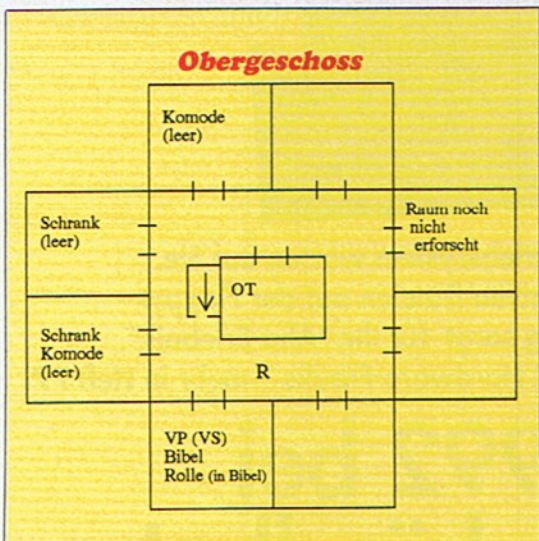 Obergeschoss
Komode
(leer)
Schrank
(leer)
Raum noch
nicht
erforscht
OT
Schrank
Komode
(leer)
R
VP (VS)
Bibel
Rolle (in Bibel)